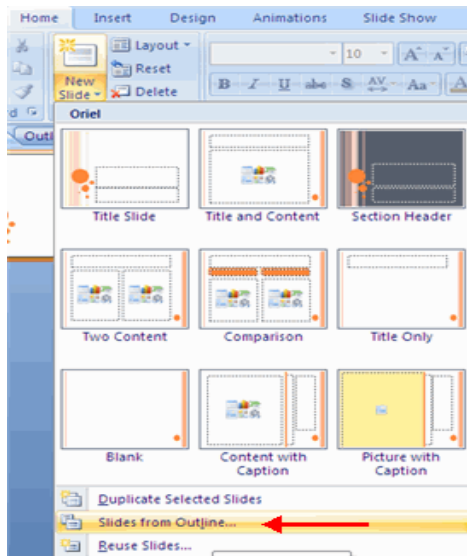 Home Insert Design Animations Slide Show
Layout
Reset
Delete
New
Slide
10
A A
B I U abe S AV Aa A
d
Outl
Oriel
Title Slide Title and Content Section Header
Two Content Comparison Title Only
Blank Content with Caption Picture with Caption
Duplicate Selected Slides
Slides from Outline...
Reuse Slides...